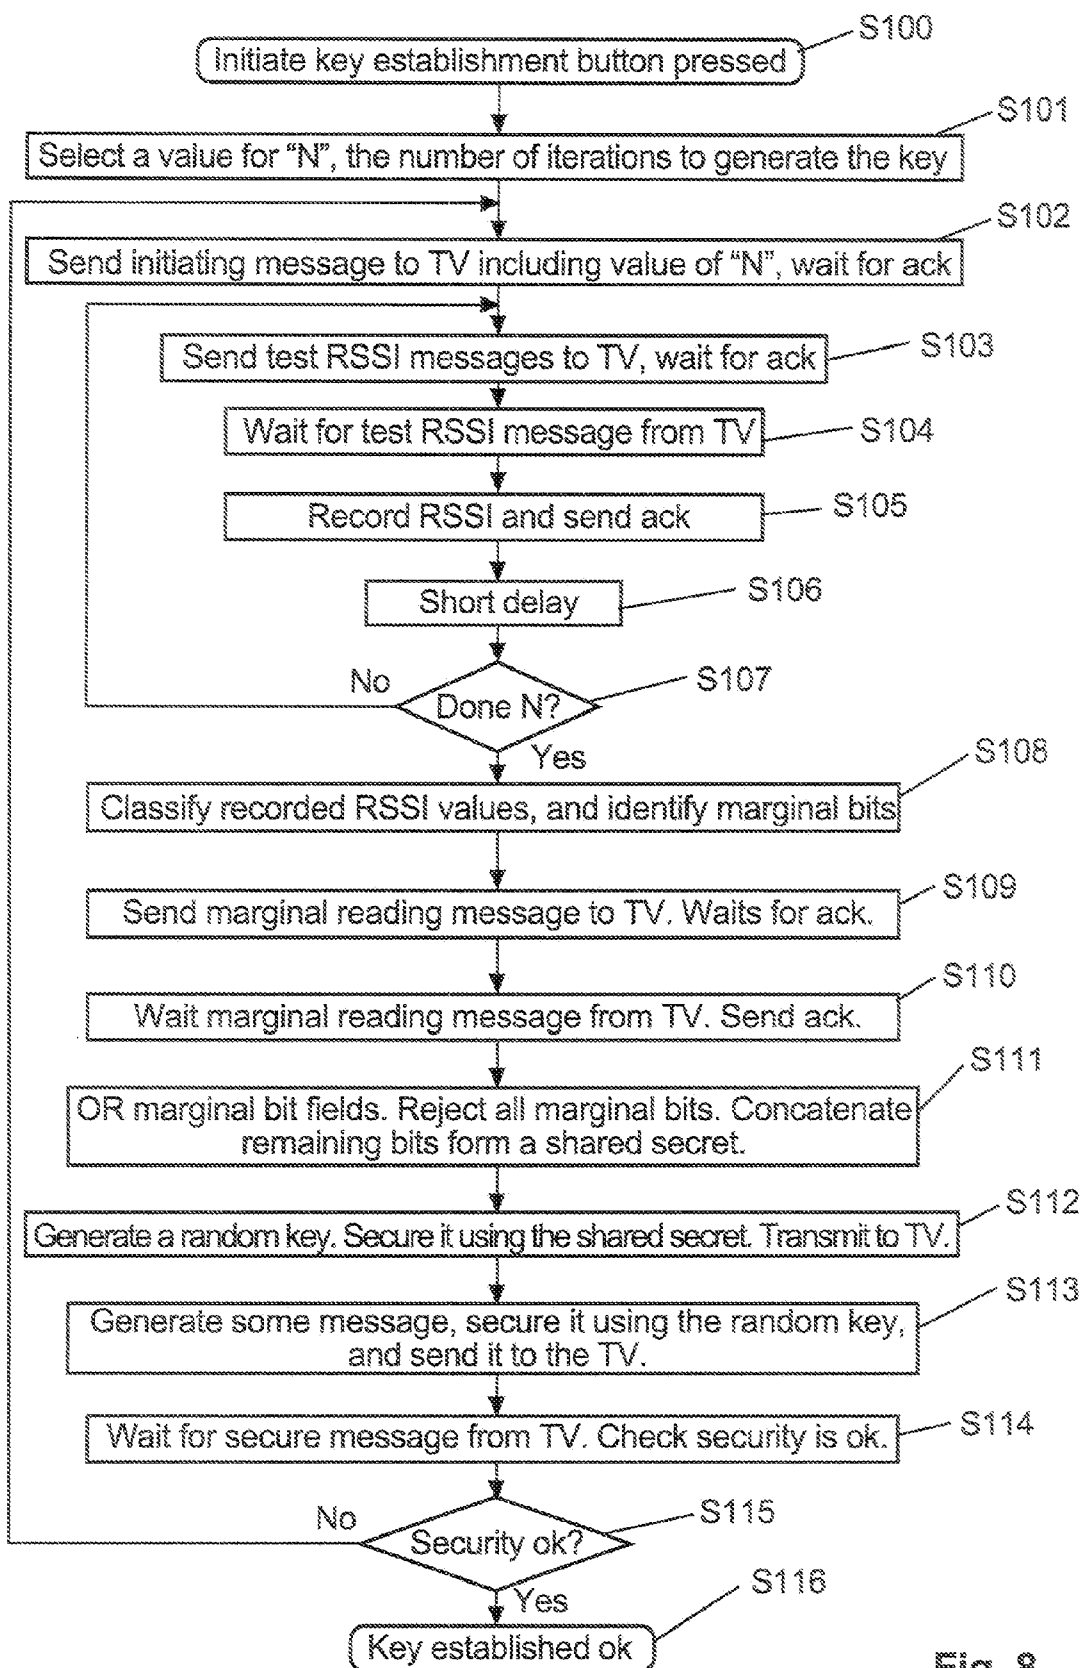 S100
Initiate key establishment button pressed
S101
Select a value for “N”, the number of iterations to generate the key
S102
Send initiating message to TV including value of “N”, wait for ack
Send test RSSI messages to TV, wait for ack
S103
Wait for test RSSI message from TV
S104
Record RSSI and send ack
S105
Short delay
S106
No
Done N?
S107
Yes
S108
Classify recorded RSSI values, and identify marginal bits
S109
Send marginal reading message to TV. Waits for ack.
S110
Wait marginal reading message from TV. Send ack.
S111
OR marginal bit fields. Reject all marginal bits. Concatenate
remaining bits form a shared secret.
S112
Generate a random key. Secure it using the shared secret. Transmit to TV.
S113
Generate some message, secure it using the random key,
and send it to the TV.
S114
Wait for secure message from TV. Check security is ok.
No
Security ok?
S115
Yes
S116
Key established ok
Fig. 8